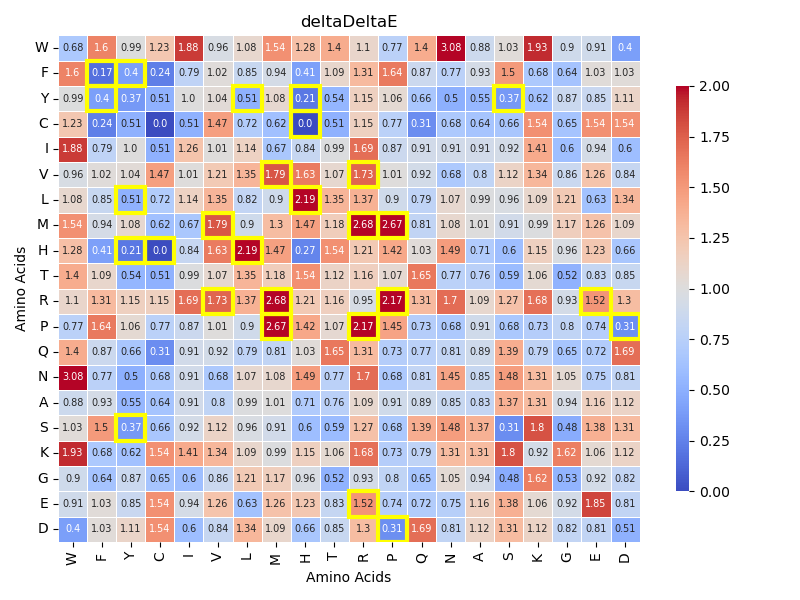 deltaDeltaE
W 0.68 1.6 0.99 1.23 1.88 0.96 1.08 1.54 1.28 1.4 1.1 0.77 1.4 3.08 0.88 1.03 1.93 0.9 0.91 0.4
F 1.6 0.17 0.4 0.24 0.79 1.02 0.85 0.94 0.41 1.09 1.31 1.64 0.87 0.77 0.93 1.5 0.68 0.64 1.03 1.03
Y 0.99 0.4 0.37 0.51 1.0 1.04 0.51 1.08 0.21 0.54 1.15 1.06 0.66 0.5 0.55 0.37 0.62 0.87 0.85 1.11
C 1.23 0.24 0.51 0.0 0.51 1.47 0.72 0.62 0.0 0.51 1.15 0.77 0.31 0.68 0.64 0.66 1.54 0.65 1.54 1.54
I 1.88 0.79 1.0 0.51 1.26 1.01 1.14 0.67 0.84 0.99 1.69 0.87 0.91 0.91 0.91 0.92 1.41 0.6 0.94 0.6
V 0.96 1.02 1.04 1.47 1.01 1.21 1.35 1.79 1.63 1.07 1.73 1.01 0.92 0.68 0.8 1.12 1.34 0.86 1.26 0.84
L 1.08 0.85 0.51 0.72 1.14 1.35 0.82 0.9 2.19 1.35 1.37 0.9 0.79 1.07 0.99 0.96 1.09 1.21 0.63 1.34
M 1.54 0.94 1.08 0.62 0.67 1.79 0.9 1.3 1.47 1.18 2.68 2.67 0.81 1.08 1.01 0.91 0.99 1.17 1.26 1.09
H 1.28 0.41 0.21 0.0 0.84 1.63 2.19 1.47 0.27 1.54 1.21 1.42 1.03 1.49 0.71 0.6 1.15 0.96 1.23 0.66
T 1.4 1.09 0.54 0.51 0.99 1.07 1.35 1.18 1.54 1.12 1.16 1.07 1.65 0.77 0.76 0.59 1.06 0.52 0.83 0.85
R 1.1 1.31 1.15 1.15 1.69 1.73 1.37 2.68 1.21 1.16 0.95 2.17 1.31 1.7 1.09 1.27 1.68 0.93 1.52 1.3
P 0.77 1.64 1.06 0.77 0.87 1.01 0.9 2.67 1.42 1.07 2.17 1.45 0.73 0.68 0.91 0.68 0.73 0.8 0.74 0.31
Q 1.4 0.87 0.66 0.31 0.91 0.92 0.79 0.81 1.03 1.65 1.31 0.73 0.77 0.81 0.89 1.39 0.79 0.65 0.72 1.69
N 3.08 0.77 0.5 0.68 0.91 0.68 1.07 1.08 1.49 0.77 1.7 0.68 0.81 1.45 0.85 1.48 1.31 1.05 0.75 0.81
A 0.88 0.93 0.55 0.64 0.91 0.8 0.99 1.01 0.71 0.76 1.09 0.91 0.89 0.85 0.83 1.37 1.31 0.94 1.16 1.12
S 1.03 1.5 0.37 0.66 0.92 1.12 0.96 0.91 0.6 0.59 1.27 0.68 1.39 1.48 1.37 0.31 1.8 0.48 1.38 1.31
K 1.93 0.68 0.62 1.54 1.41 1.34 1.09 0.99 1.15 1.06 1.68 0.73 0.79 1.31 1.31 1.8 0.92 1.62 1.06 1.12
G 0.9 0.64 0.87 0.65 0.6 0.86 1.21 1.17 0.96 0.52 0.93 0.8 0.65 1.05 0.94 0.48 1.62 0.53 0.92 0.82
E 0.91 1.03 0.85 1.54 0.94 1.26 0.63 1.26 1.23 0.83 1.52 0.74 0.72 0.75 1.16 1.38 1.06 0.92 1.85 0.81
D 0.4 1.03 1.11 1.54 0.6 0.84 1.34 1.09 0.66 0.85 1.3 0.31 1.69 0.81 1.12 1.31 1.12 0.82 0.81 0.51
W F Y C I V L M H T R P Q N A S K G E D
Amino Acids
Amino Acids
2.00
1.75
1.50
1.25
1.00
0.75
0.50
0.25
0.00